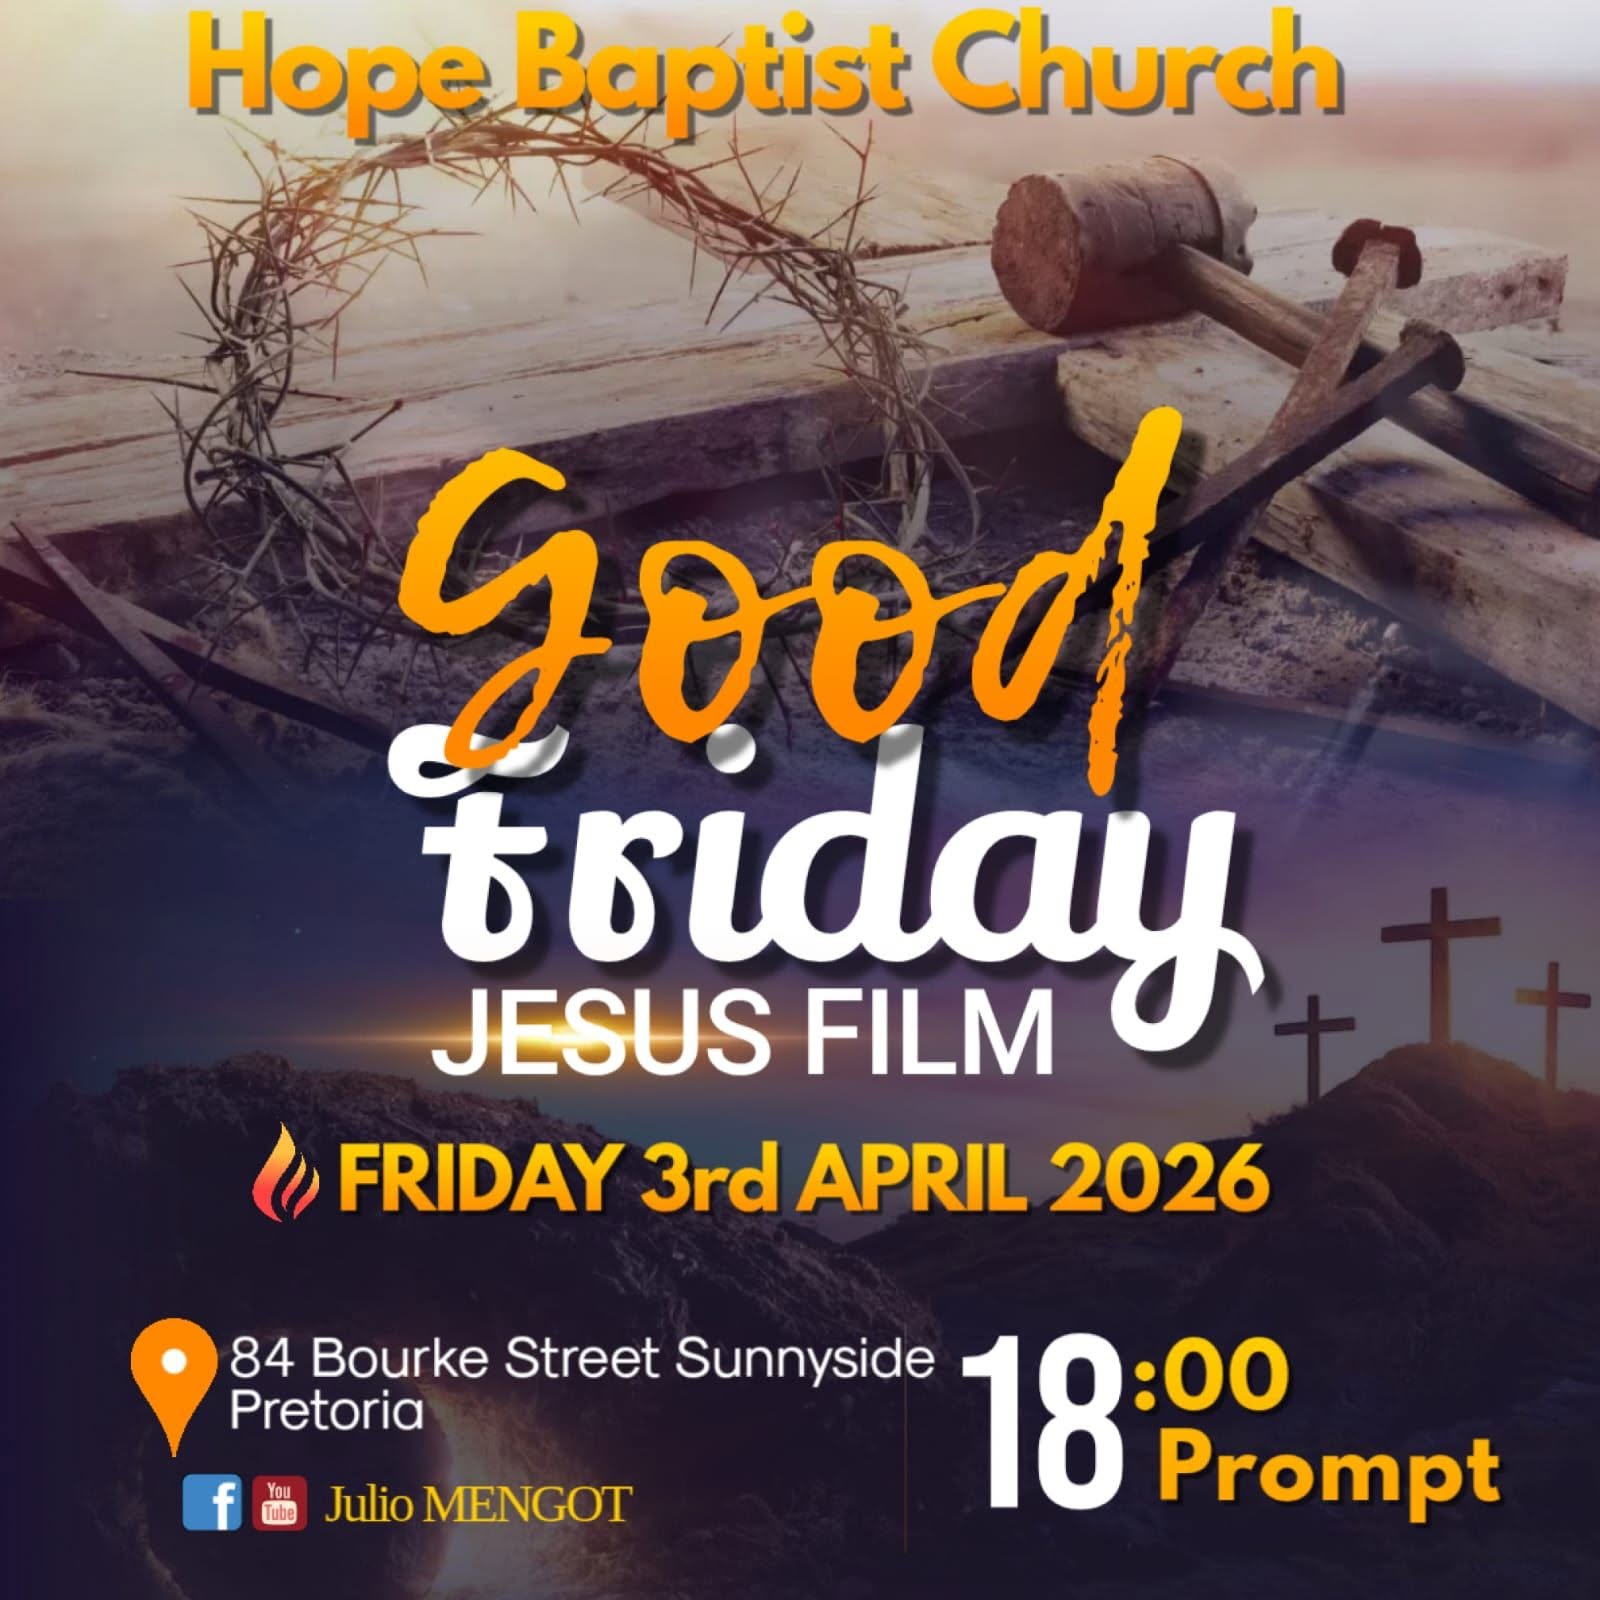 Hope Baptist Church
Good
Friday
JESUS FILM
FRIDAY 3rd APRIL 2026
84 Bourke Street Sunnyside
Pretoria
18:00
Prompt
f
You
Tube
Julio MENGOT